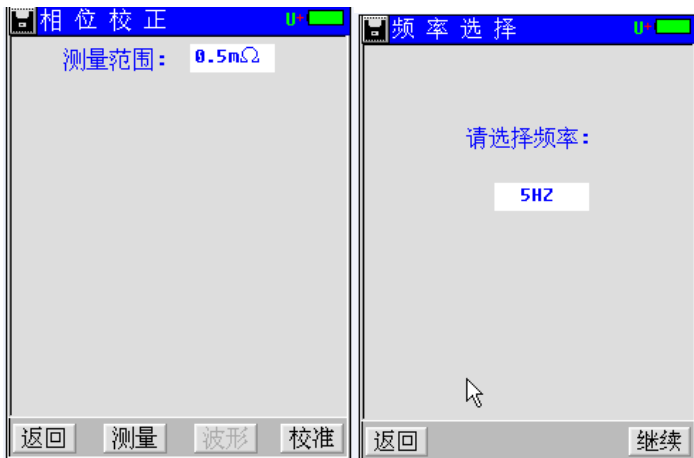 相位校正
U+
测量范围: 0.5mΩ
返回 测量 波形 校准
频率选择
U+
请选择频率:
5HZ
返回 继续